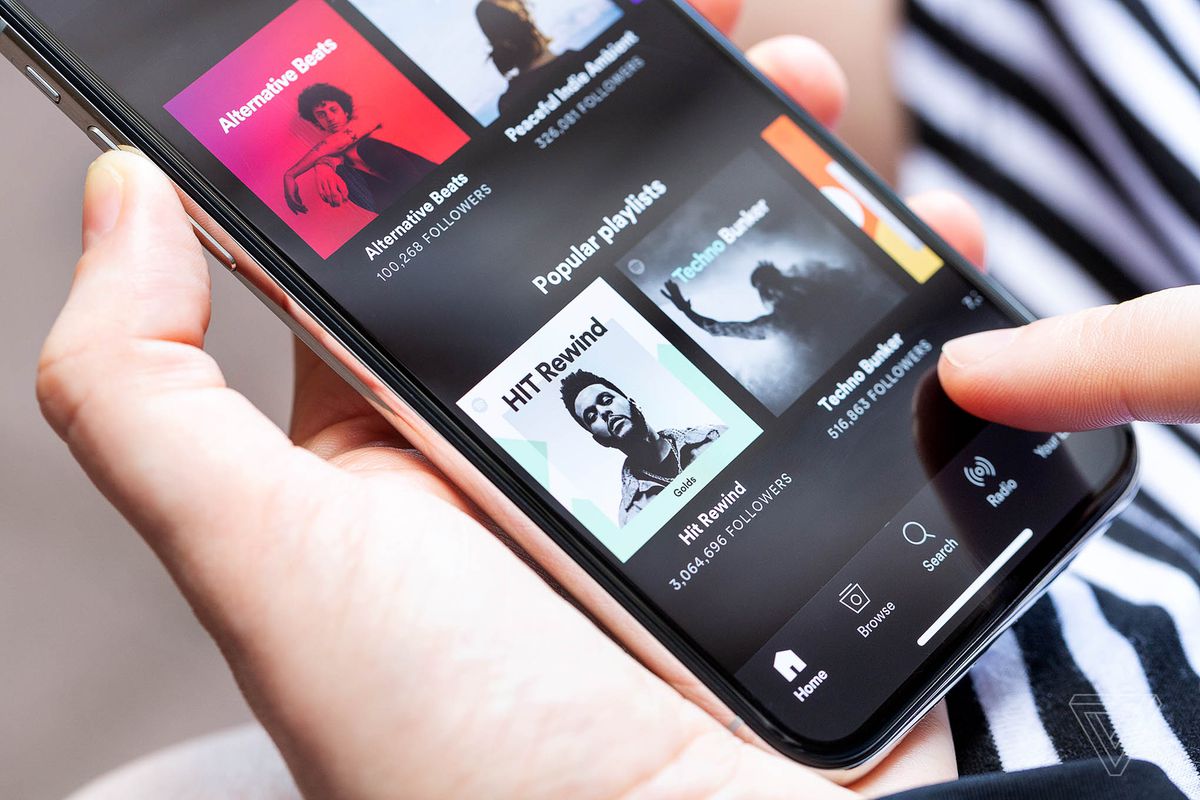 Alternative Beats
Alternative Beats
100,268 FOLLOWERS
Peaceful Indie Ambient
326,081 FOLLOWERS
Popular playlists
HIT Rewind
Golds
Hit Rewind
3,064,696 FOLLOWERS
Techno Bunker
Techno Bunker
516,863 FOLLOWERS
Home
Browse
Search
Radio
Your